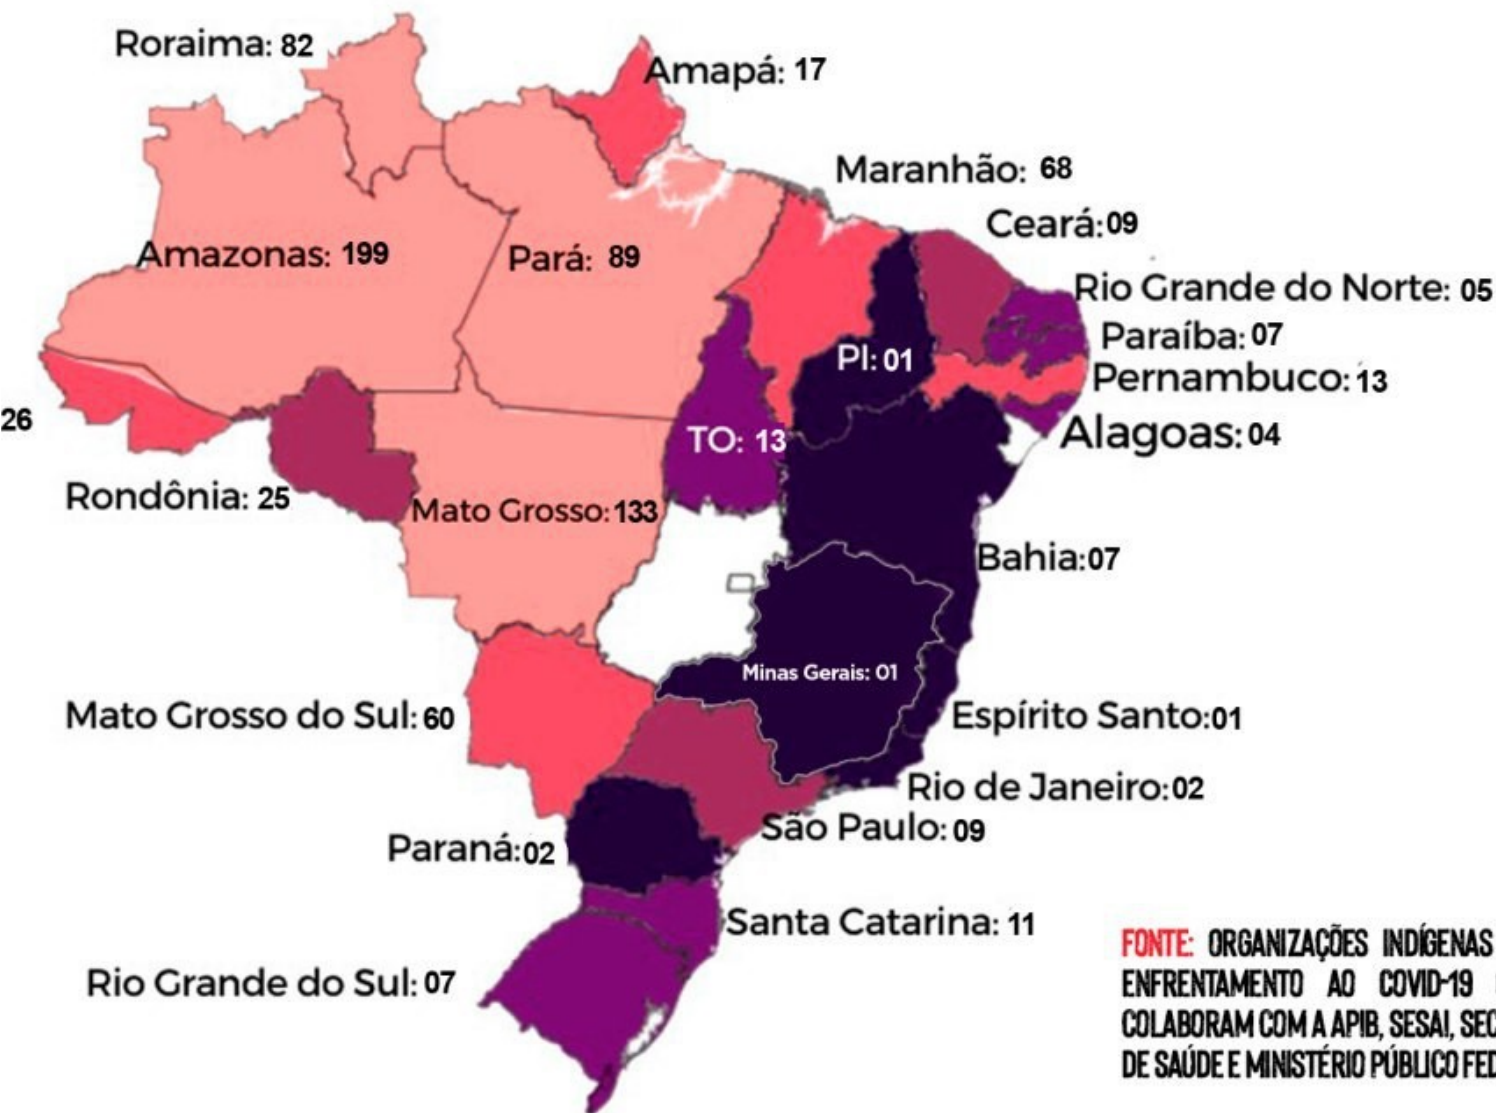 Roraima: 82
Amapá: 17
Maranhão: 68
Ceará: 09
Amazonas: 199
Pará: 89
Rio Grande do Norte: 05
Paraíba: 07
PI: 01
Pernambuco: 13
26
TO: 13
Alagoas: 04
Rondônia: 25
Mato Grosso: 133
Bahia: 07
Minas Gerais: 01
Mato Grosso do Sul: 60
Espírito Santo: 01
Rio de Janeiro: 02
São Paulo: 09
Paraná: 02
Santa Catarina: 11
Rio Grande do Sul: 07
FONTE: ORGANIZAÇÕES INDÍGENAS
ENFRENTAMENTO AO COVID-19
COLABORAM COM A APIB, SESAI, SEC
DE SAÚDE E MINISTÉRIO PÚBLICO FED